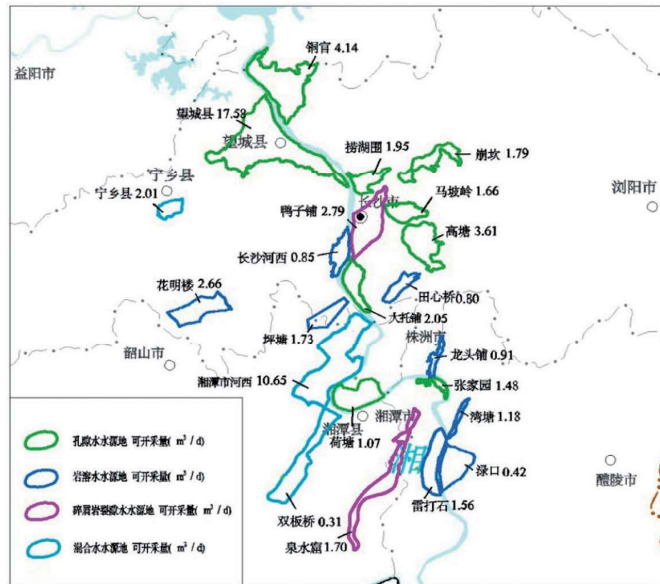 铜官 4.14
益阳市
望城县 17.58
望城县
捞湖围 1.95
崩坎 1.79
宁乡县
宁乡县 2.01
马坡岭 1.66
浏阳市
鸭子铺 2.79
长沙市
高塘 3.61
长沙河西 0.85
花明楼 2.66
田心桥 0.80
大托铺 2.05
坪塘 1.73
株洲市
韶山市
龙头铺 0.91
湘潭市河西 10.65
张家园 1.48
湘潭市
湘潭县
湾塘 1.18
荷塘 1.07
湘
渌口 0.42
醴陵市
雷打石 1.56
双板桥 0.31
泉水窟 1.70
孔隙水水源地 可开采量( m³ / d)
岩溶水水源地 可开采量( m³ / d)
碎屑岩裂隙水水源地 可开采量( m³ / d)
混合水水源地 可开采量( m³ / d)